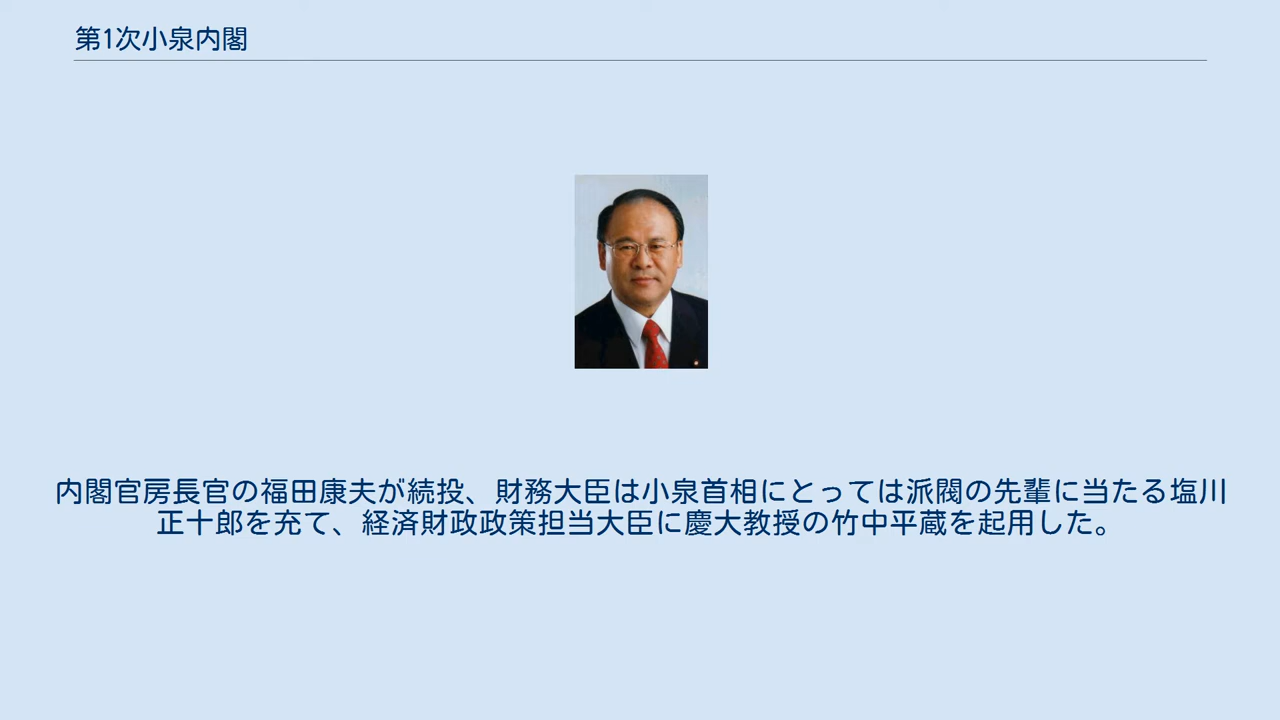 第1次小泉内閣
内閣官房長官の福田康夫が続投、財務大臣は小泉首相にとっては派閥の先輩に当たる塩川
正十郎を充て、経済財政政策担当大臣に慶大教授の竹中平蔵を起用した。